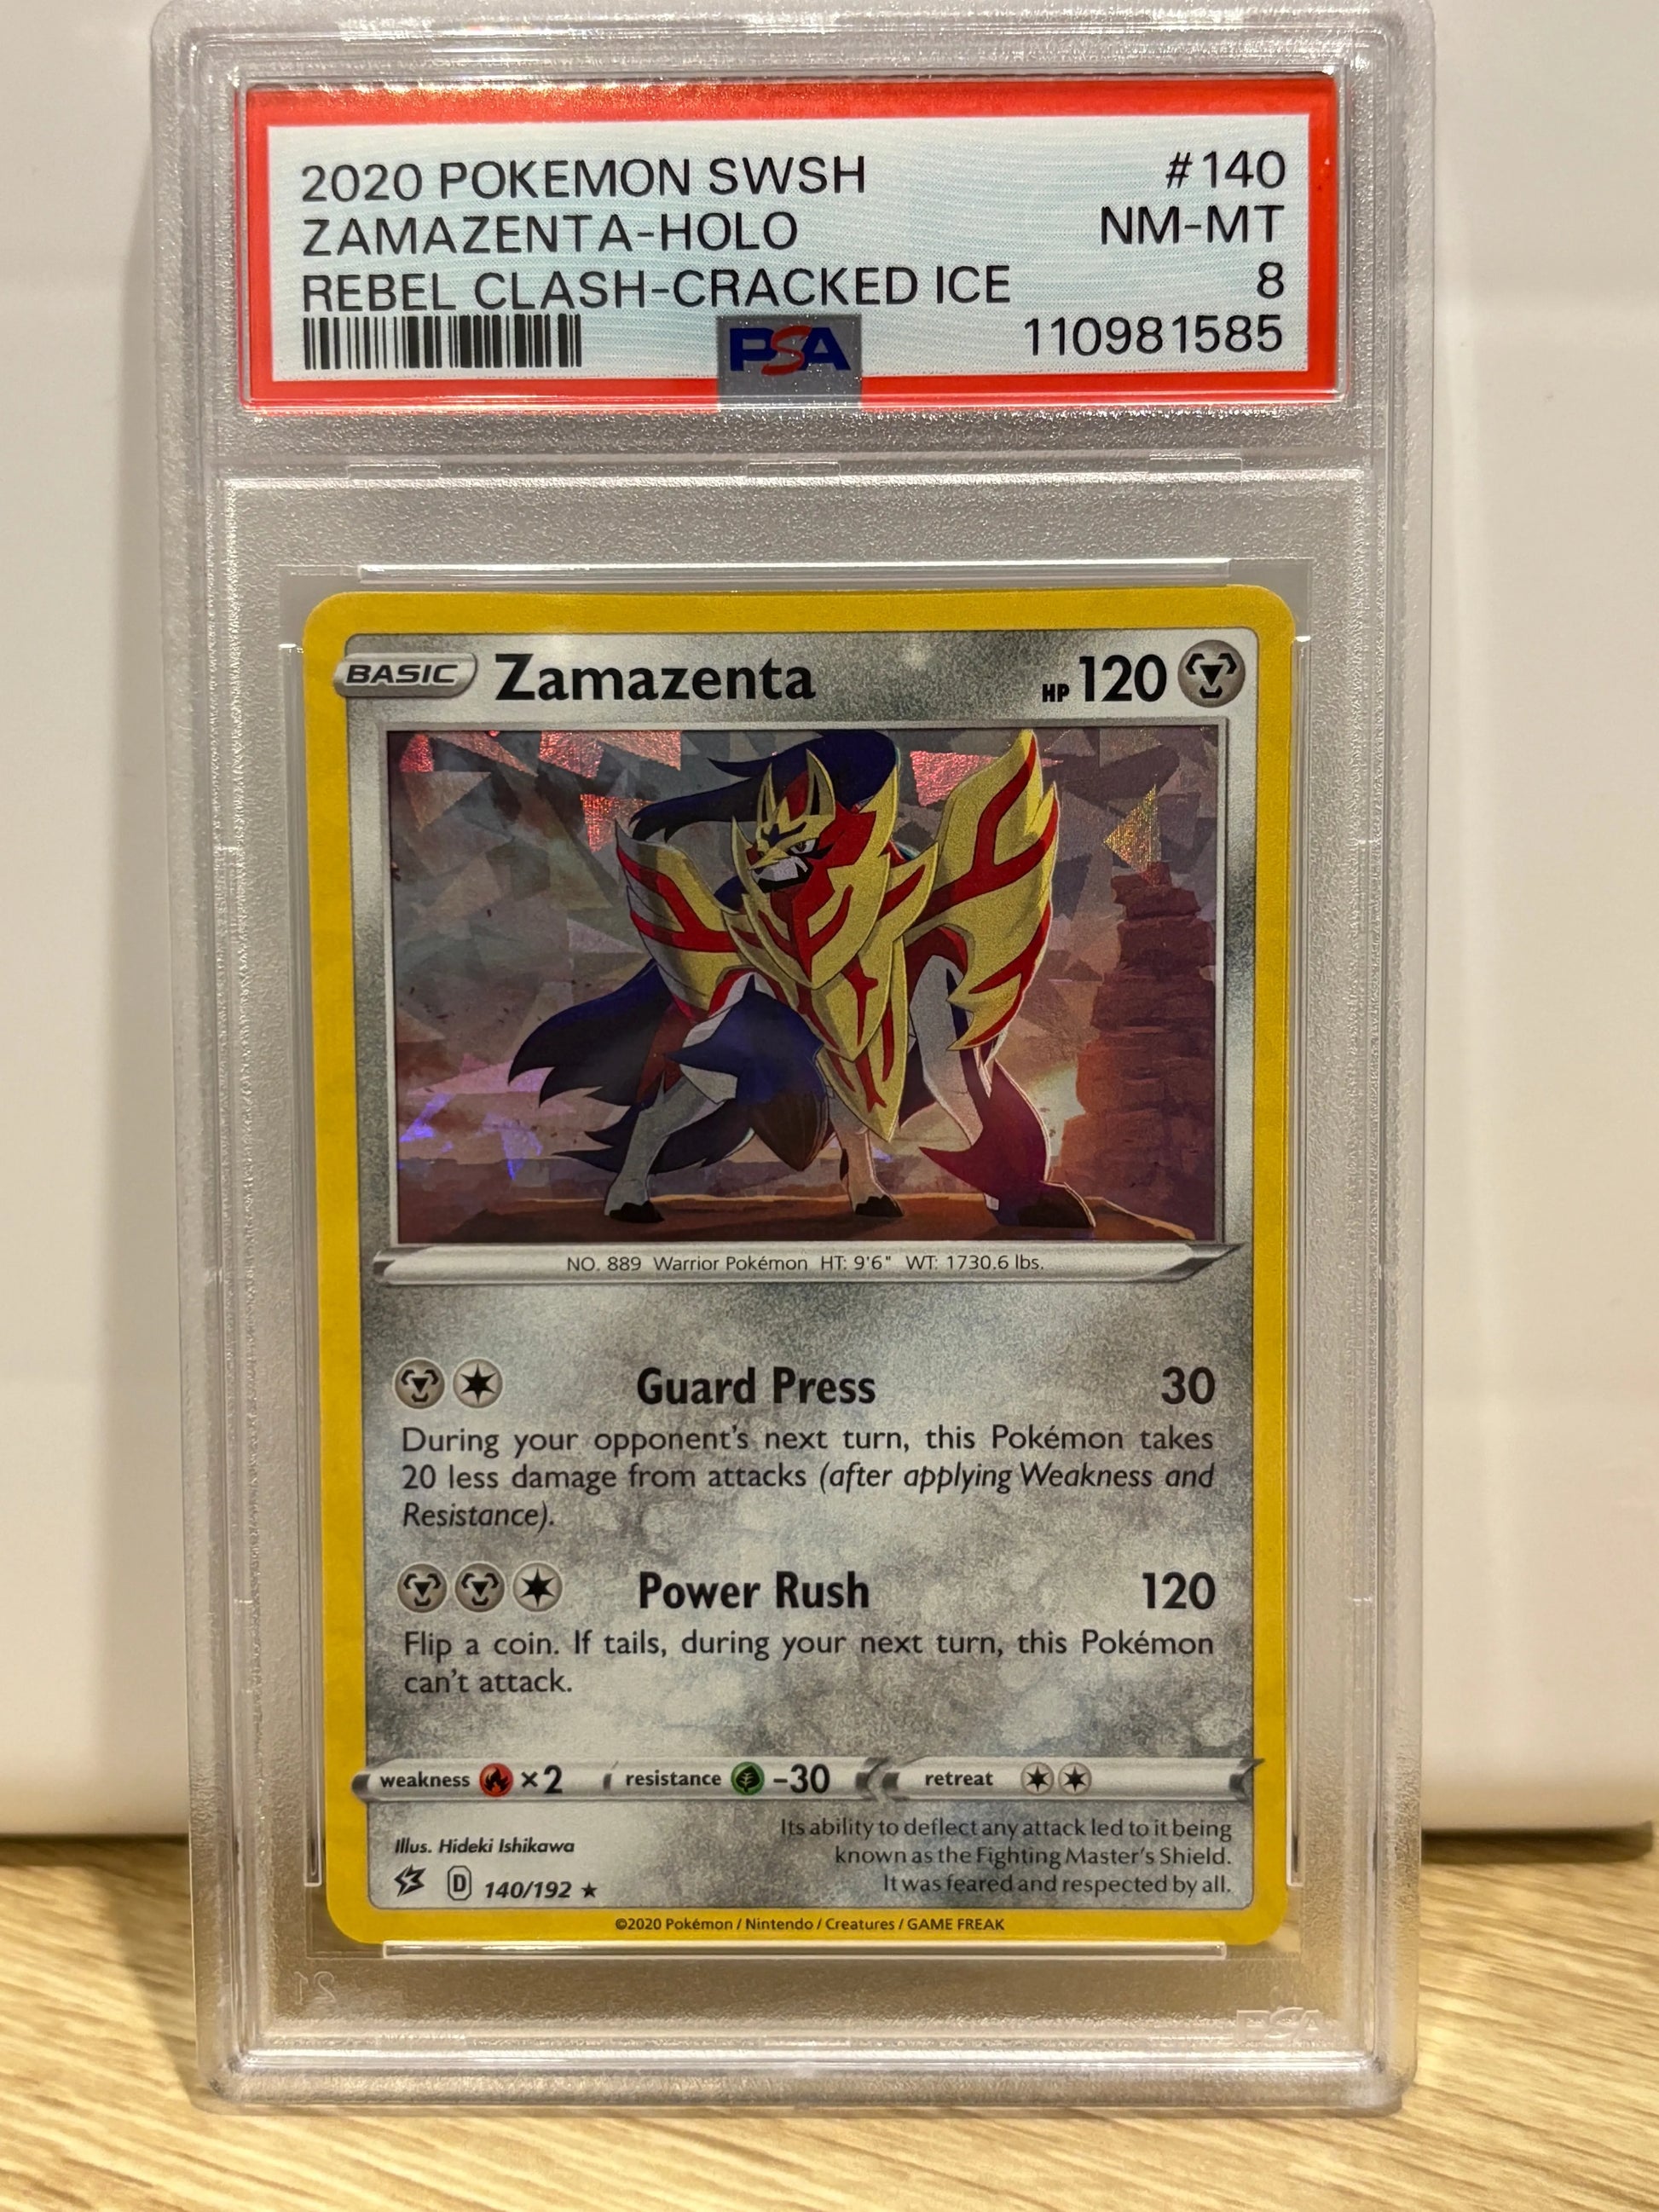 2020 POKEMON SWSH #140
ZAMAZENTA-HOLO NM-MT
REBEL CLASH-CRACKED ICE 8
PSA 110981585
BASIC Zamazenta HP 120
NO. 889 Warrior Pokémon HT: 9'6" WT: 1730.6 lbs.
Guard Press 30
During your opponent's next turn, this Pokémon takes
20 less damage from attacks (after applying Weakness and
Resistance).
Power Rush 120
Flip a coin. If tails, during your next turn, this Pokémon
can't attack.
weakness ×2 resistance -30 retreat
Its ability to deflect any attack led to it being
known as the Fighting Master's Shield.
It was feared and respected by all.
Illus. Hideki Ishikawa
D 140/192 ★
©2020 Pokémon / Nintendo / Creatures / GAME FREAK
21
PSA